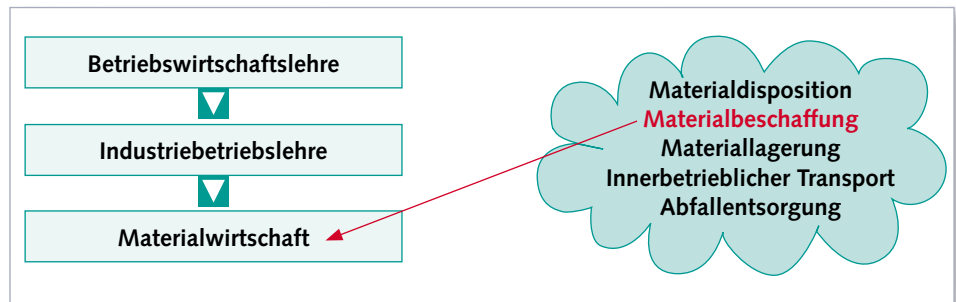 Betriebswirtschaftslehre
Industriebetriebslehre
Materialwirtschaft
Materialdisposition
Materialbeschaffung
Materiallagerung
Innerbetrieblicher Transport
Abfallentsorgung